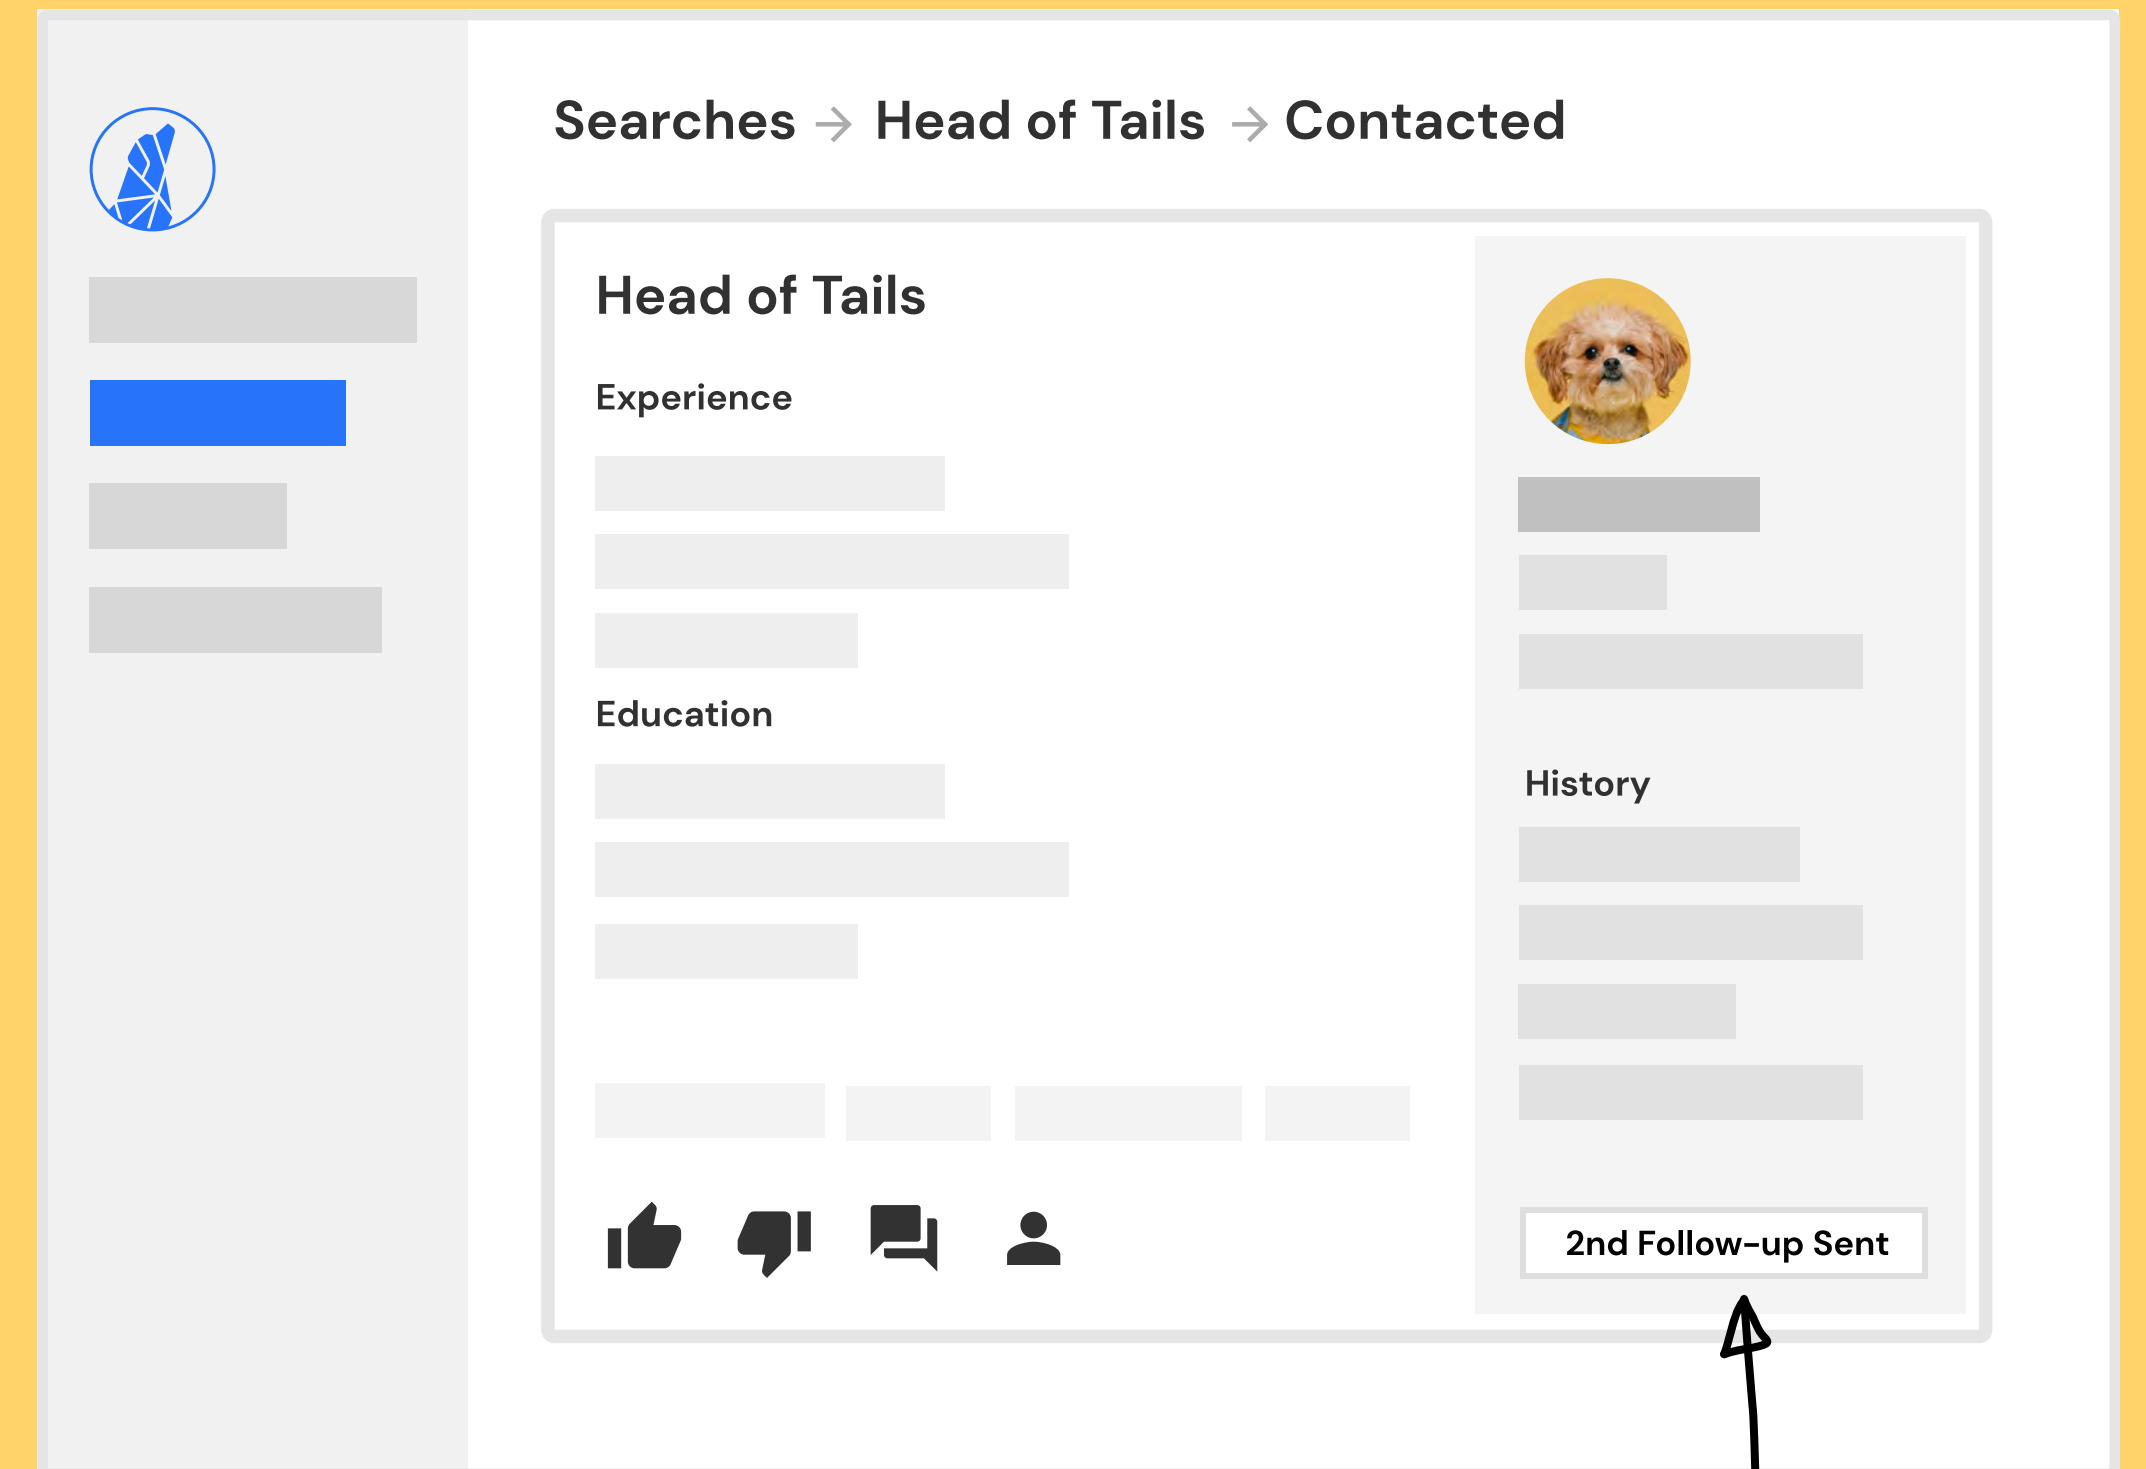 Searches → Head of Tails → Contacted
Head of Tails
Experience
Education
History
2nd Follow-up Sent